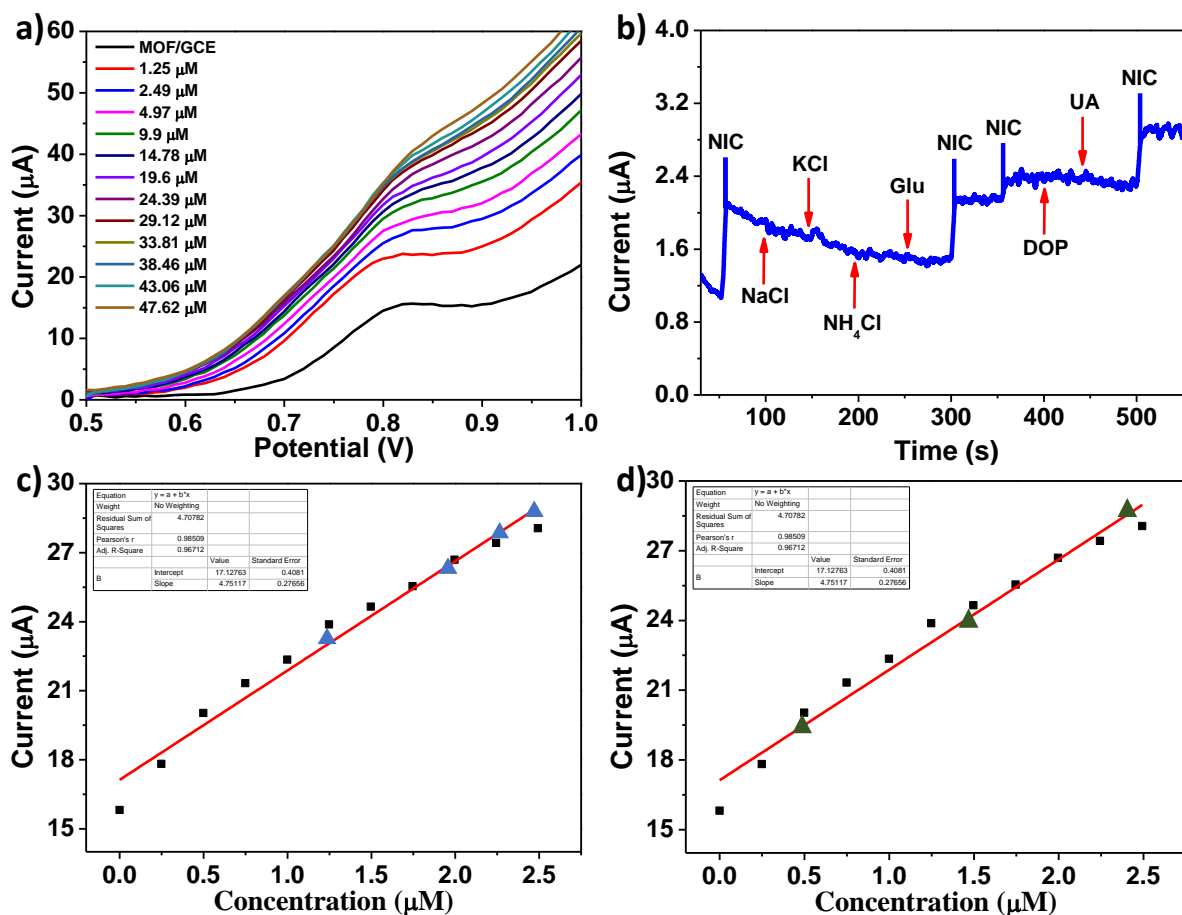 a)
60
50
40
30
20
10
0
Current (μA)
MOF/GCE
1.25 μM
2.49 μM
4.97 μM
9.9 μM
14.78 μM
19.6 μM
24.39 μM
29.12 μM
33.81 μM
38.46 μM
43.06 μM
47.62 μM
0.5 0.6 0.7 0.8 0.9 1.0
Potential (V)
b)
4.0
3.2
2.4
1.6
0.8
0.0
Current (μA)
NIC
NaCl
KCl
NH4Cl
Glu
NIC
NIC
DOP
UA
NIC
100 200 300 400 500
Time (s)
c)
30
27
24
21
18
15
Current (μA)
Equation y = a + b*x
Weight No Weighting
Residual Sum of Squares 4.70782
Pearson's r 0.98509
Adj. R-Square 0.96712
Value Standard Error
B Intercept 17.12763 0.4081
Slope 4.75117 0.27656
0.0 0.5 1.0 1.5 2.0 2.5
Concentration (μM)
d)
30
27
24
21
18
15
Current (μA)
Equation y = a + b*x
Weight No Weighting
Residual Sum of Squares 4.70782
Pearson's r 0.98509
Adj. R-Square 0.96712
Value Standard Error
B Intercept 17.12763 0.4081
Slope 4.75117 0.27656
0.0 0.5 1.0 1.5 2.0 2.5
Concentration (μM)